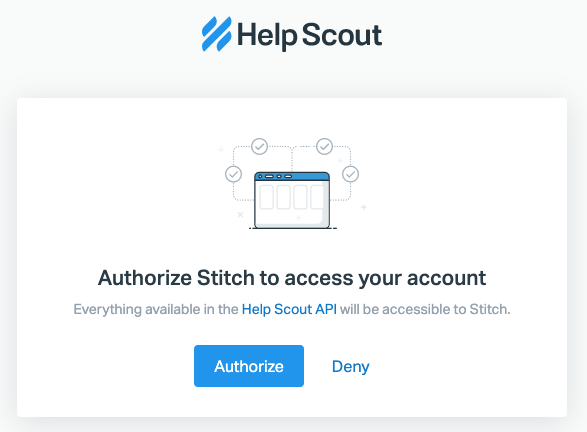 Help Scout
Authorize Stitch to access your account
Everything available in the Help Scout API will be accessible to Stitch.
Authorize
Deny